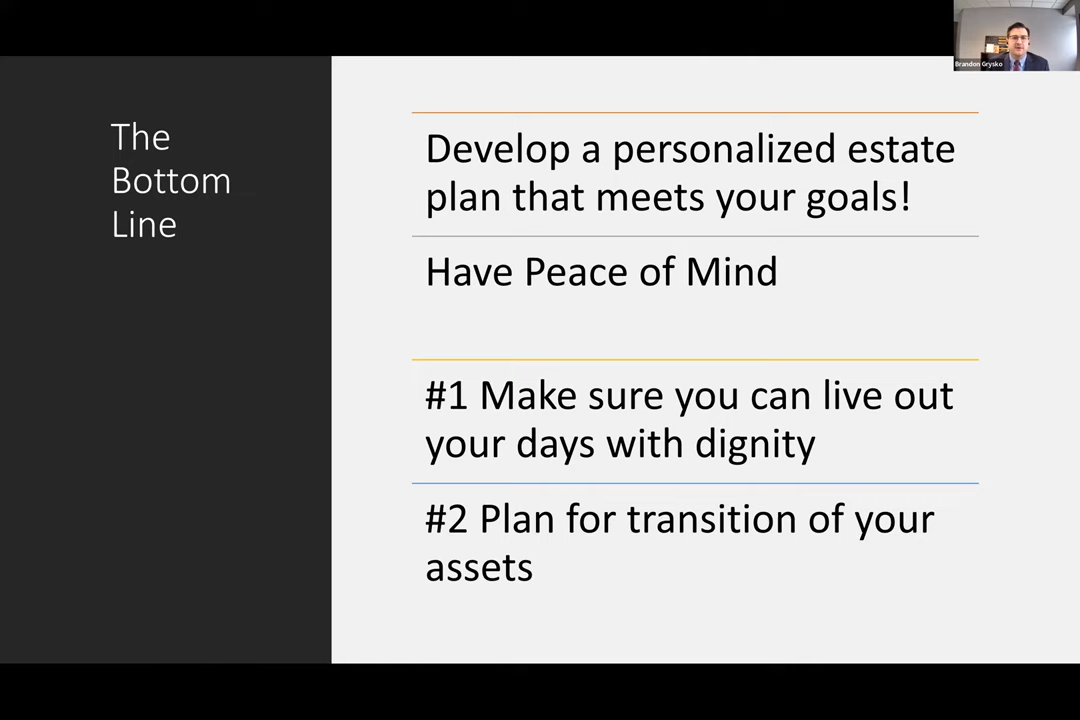 The
Bottom
Line
Develop a personalized estate
plan that meets your goals!
Have Peace of Mind
#1 Make sure you can live out
your days with dignity
#2 Plan for transition of your
assets
Brandon Grysko